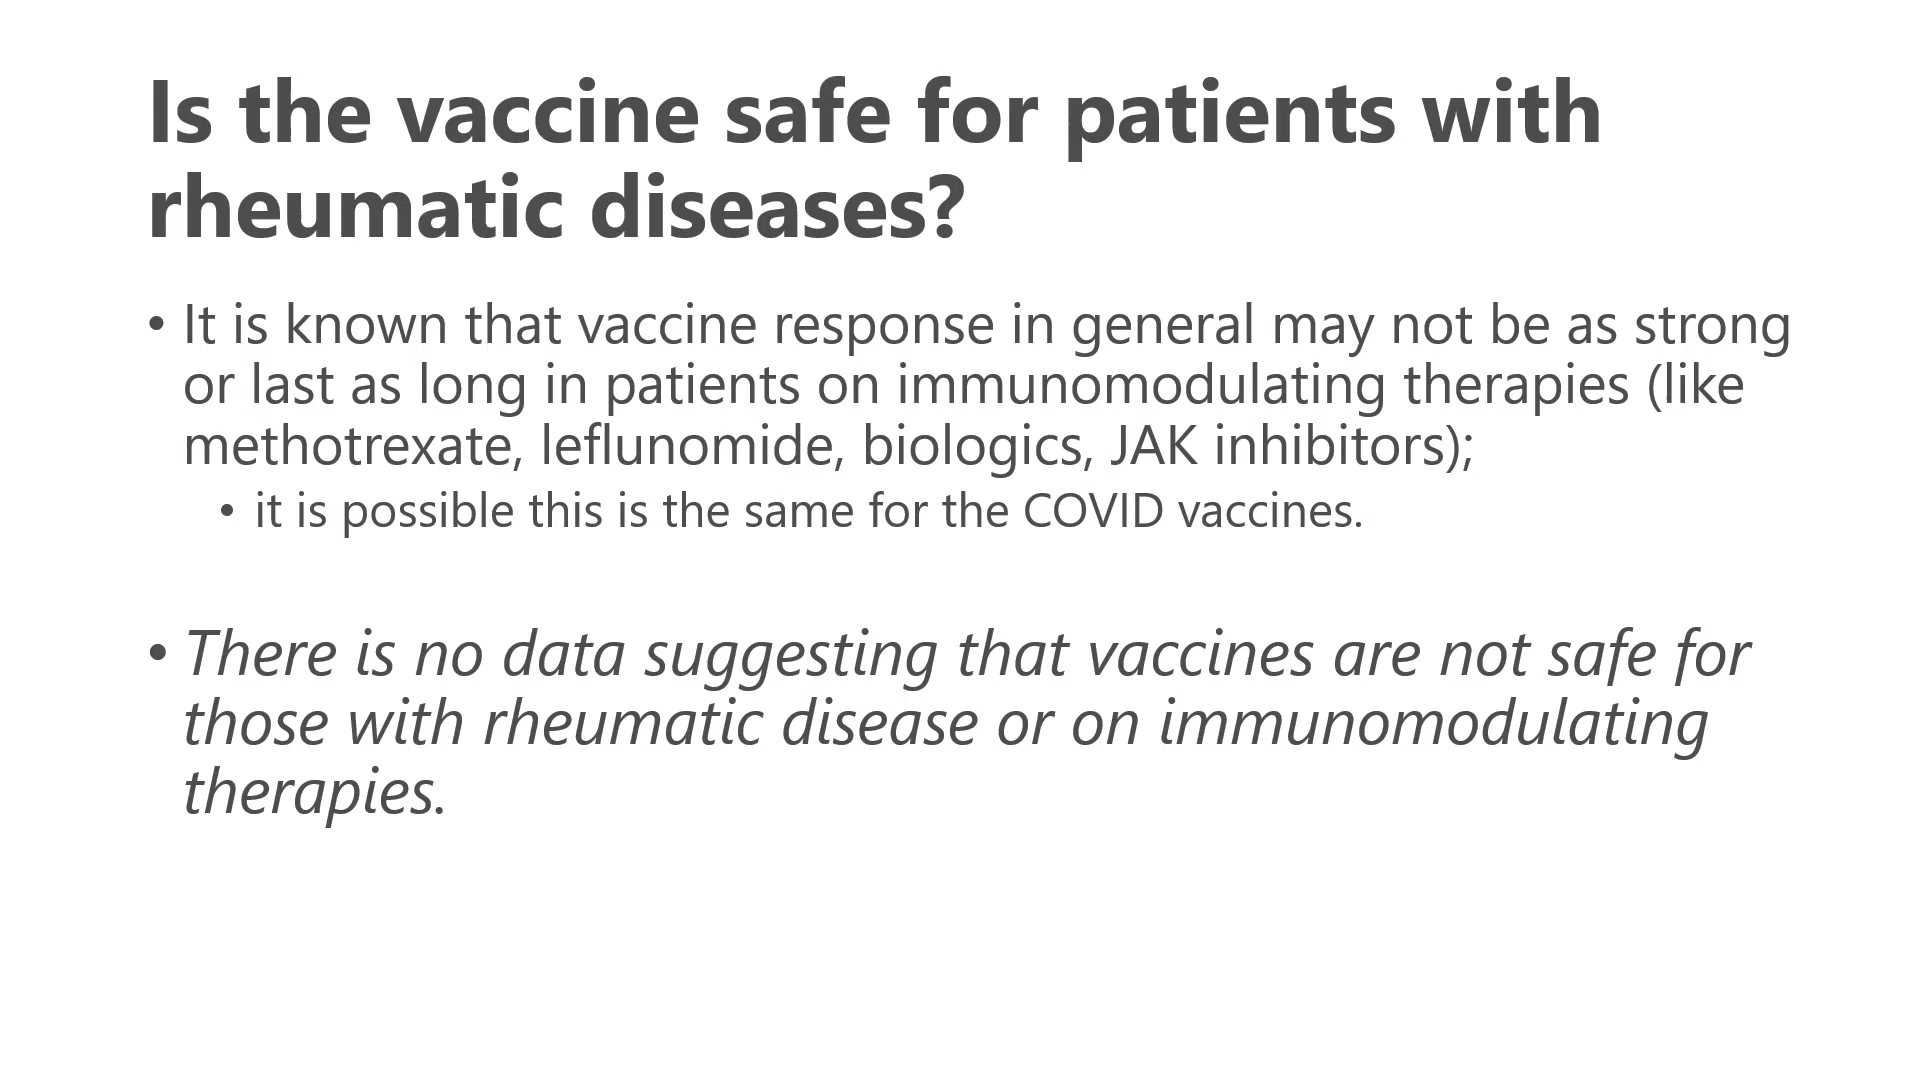 Is the vaccine safe for patients with
rheumatic diseases?
• It is known that vaccine response in general may not be as strong
or last as long in patients on immunomodulating therapies (like
methotrexate, leflunomide, biologics, JAK inhibitors);
• it is possible this is the same for the COVID vaccines.
• There is no data suggesting that vaccines are not safe for
those with rheumatic disease or on immunomodulating
therapies.